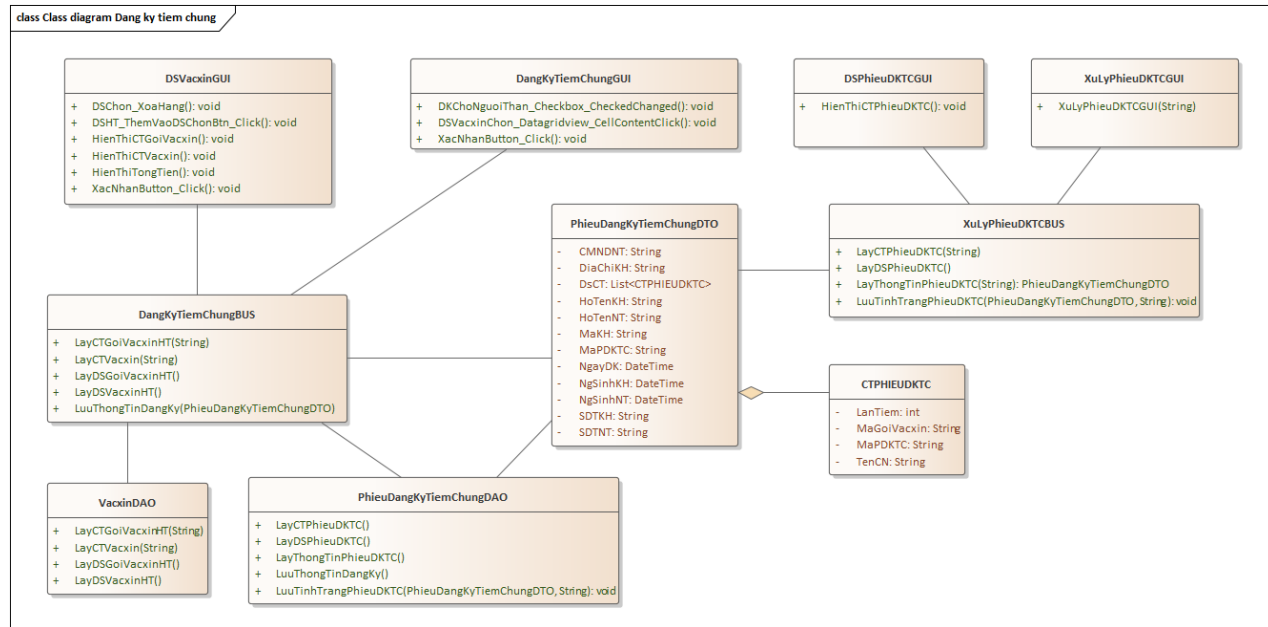 class Class diagram Dang ky tiem chung
DSVacxinGUI
+ DSChon_XoaHang(): void
+ DSHT_ThemVaoDSChonBtn_Click(): void
+ HienThiCTGoiVacxin(): void
+ HienThiCTVacxin(): void
+ HienThiTongTien(): void
+ XacNhanButton_Click(): void
DangKyTiemChungGUI
+ DKChoNguoiThan_Checkbox_CheckedChanged(): void
+ DSVacxinChon_Datagridview_CellContentClick(): void
+ XacNhanButton_Click(): void
DSPhieuDKTCGUI
+ HienThiCTPhieuDKTC(): void
XuLyPhieuDKTCGUI
+ XuLyPhieuDKTCGUI(String)
PhieuDangKyTiemChungDTO
- CMNDNT: String
- DiaChiKH: String
- DsCT: List<CTPHIEUDKTC>
- HoTenKH: String
- HoTenNT: String
- MaKH: String
- MaPDKTC: String
- NgayDK: DateTime
- NgSinhKH: DateTime
- NgSinhNT: DateTime
- SDTKH: String
- SDTNT: String
XuLyPhieuDKTCBUS
+ LayCTPhieuDKTC(String)
+ LayDSPhieuDKTC()
+ LayThongTinPhieuDKTC(String): PhieuDangKyTiemChungDTO
+ LuuTinhTrangPhieuDKTC(PhieuDangKyTiemChungDTO, String): void
DangKyTiemChungBUS
+ LayCTGoiVacxinHT(String)
+ LayCTVacxin(String)
+ LayDSGoiVacxinHT()
+ LayDSVacxinHT()
+ LuuThongTinDangKy(PhieuDangKyTiemChungDTO)
CTPHIEUDKTC
- LanTiem: int
- MaGoiVacxin: String
- MaPDKTC: String
- TenCN: String
VacxinDAO
+ LayCTGoiVacxinHT(String)
+ LayCTVacxin(String)
+ LayDSGoiVacxinHT()
+ LayDSVacxinHT()
PhieuDangKyTiemChungDAO
+ LayCTPhieuDKTC()
+ LayDSPhieuDKTC()
+ LayThongTinPhieuDKTC()
+ LuuThongTinDangKy()
+ LuuTinhTrangPhieuDKTC(PhieuDangKyTiemChungDTO, String): void